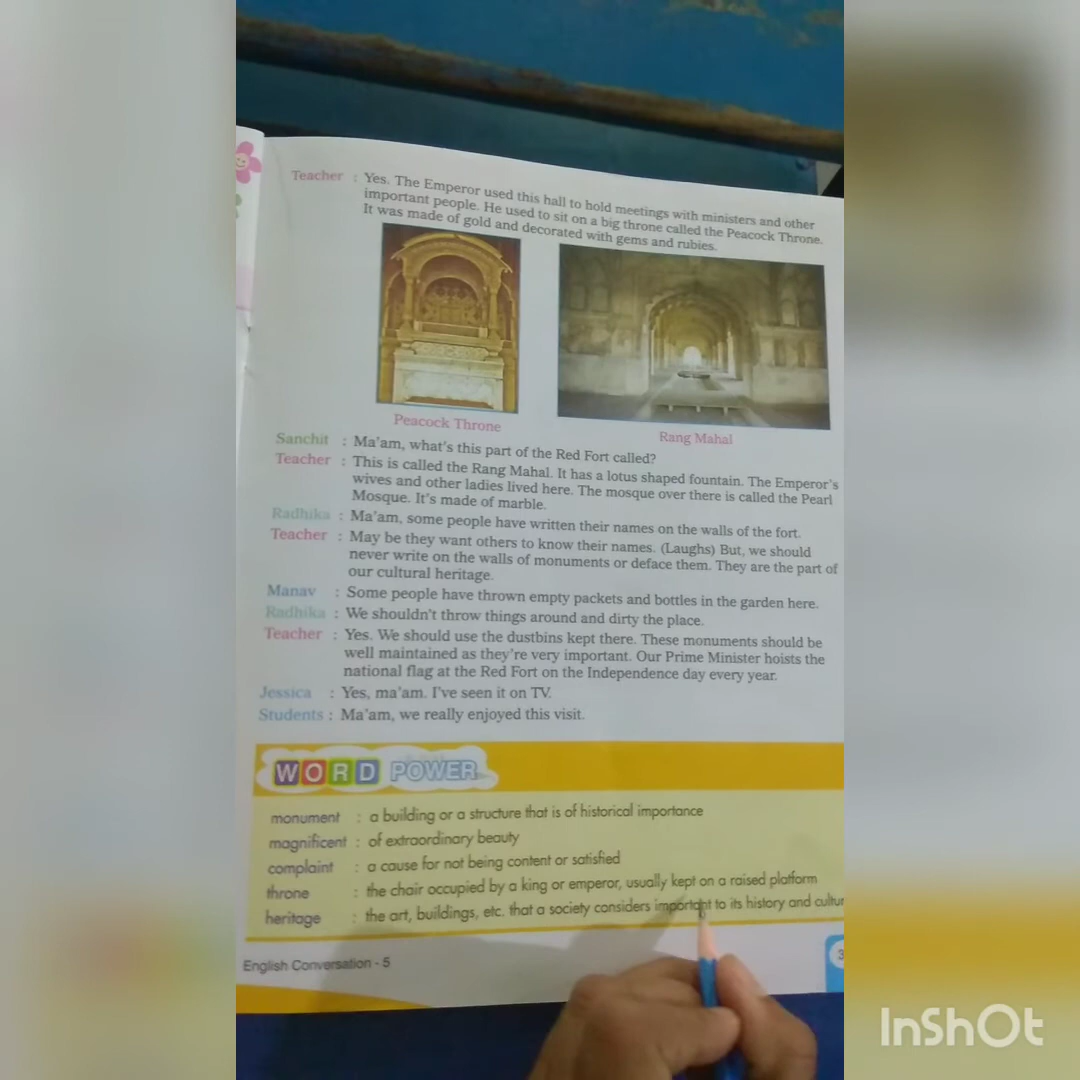 Teacher : Yes. The Emperor used this hall to hold meetings with ministers and other
important people. He used to sit on a big throne called the Peacock Throne.
It was made of gold and decorated with gems and rubies.
Peacock Throne
Rang Mahal
Sanchit : Ma'am, what's this part of the Red Fort called?
Teacher : This is called the Rang Mahal. It has a lotus shaped fountain. The Emperor's
wives and other ladies lived here. The mosque over there is called the Pearl
Mosque. It's made of marble.
Radhika : Ma'am, some people have written their names on the walls of the fort.
Teacher : May be they want others to know their names. (Laughs) But, we should
never write on the walls of monuments or deface them. They are the part of
our cultural heritage.
Manav : Some people have thrown empty packets and bottles in the garden here.
Radhika : We shouldn't throw things around and dirty the place.
Teacher : Yes. We should use the dustbins kept there. These monuments should be
well maintained as they're very important. Our Prime Minister hoists the
national flag at the Red Fort on the Independence day every year.
Jessica : Yes, ma'am. I've seen it on TV.
Students : Ma'am, we really enjoyed this visit.
WORD POWER
monument : a building or a structure that is of historical importance
magnificent : of extraordinary beauty
complaint : a cause for not being content or satisfied
throne : the chair occupied by a king or emperor, usually kept on a raised platform
heritage : the art, buildings, etc. that a society considers important to its history and cultur
English Conversation - 5
3
InShOt